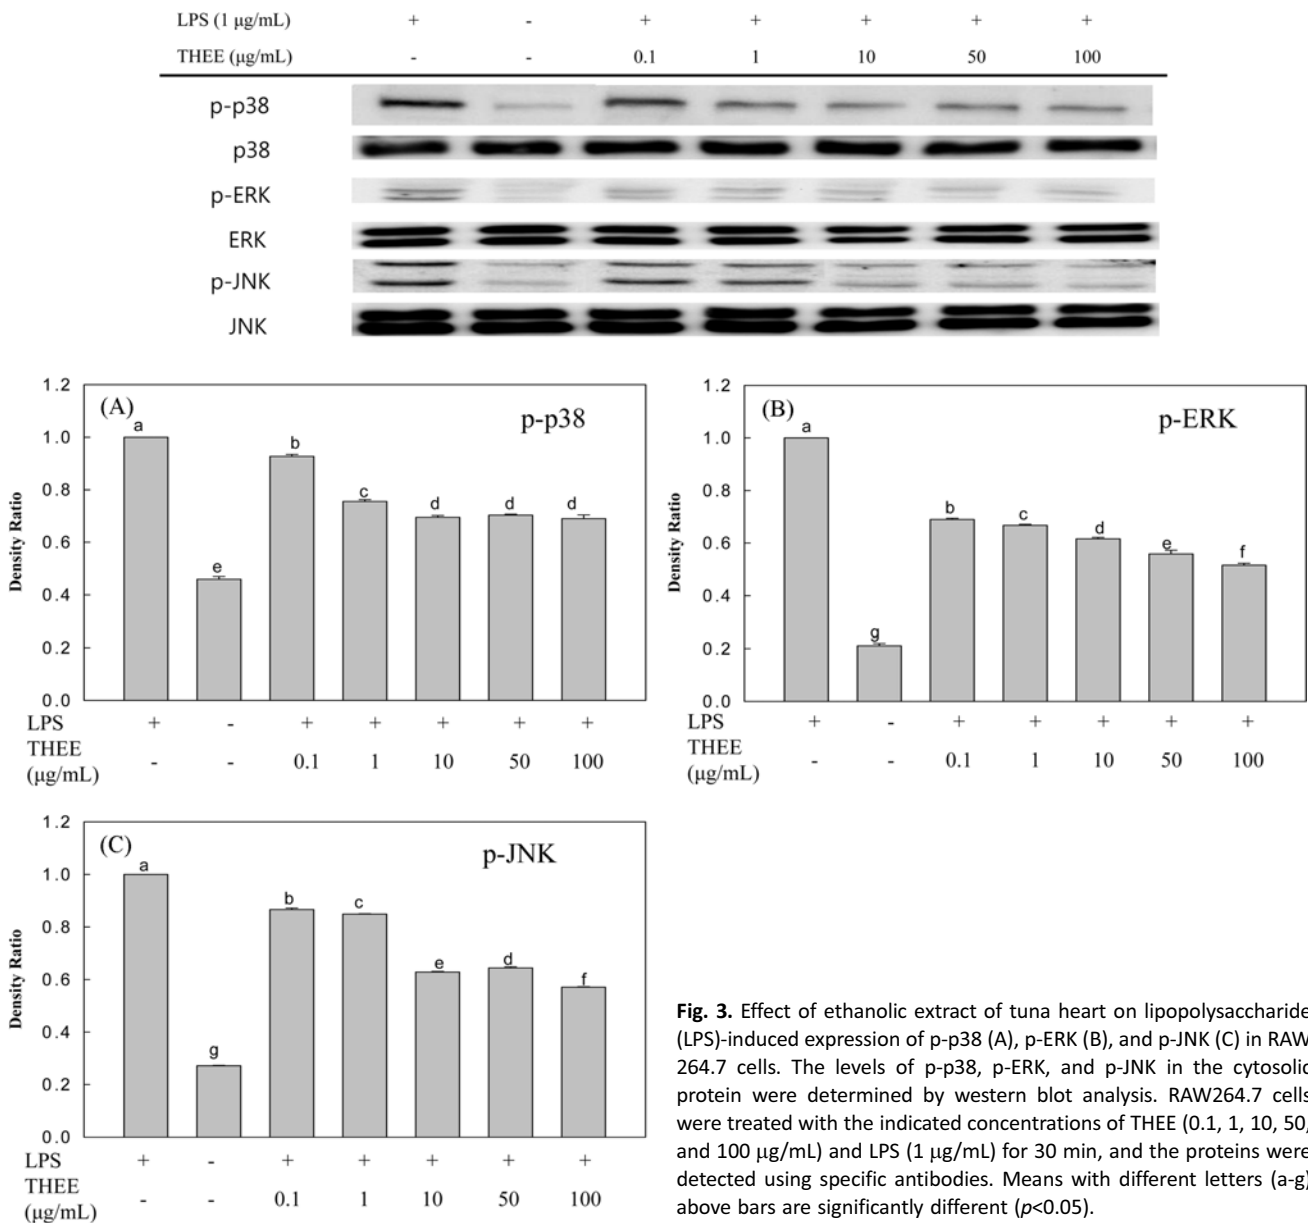 LPS (1 μg/mL) + - + + + + +
THEE (μg/mL) - - 0.1 1 10 50 100
p-p38
p38
p-ERK
ERK
p-JNK
JNK
(A) p-p38
Density Ratio
1.2
1.0
0.8
0.6
0.4
0.2
0.0
a e b c d d d
LPS + - + + + + +
THEE
(μg/mL) - - 0.1 1 10 50 100
(B) p-ERK
Density Ratio
1.2
1.0
0.8
0.6
0.4
0.2
0.0
a g b c d e f
LPS + - + + + + +
THEE
(μg/mL) - - 0.1 1 10 50 100
(C) p-JNK
Density Ratio
1.2
1.0
0.8
0.6
0.4
0.2
0.0
a g b c e d f
LPS + - + + + + +
THEE
(μg/mL) - - 0.1 1 10 50 100
Fig. 3. Effect of ethanolic extract of tuna heart on lipopolysaccharide
(LPS)-induced expression of p-p38 (A), p-ERK (B), and p-JNK (C) in RAW
264.7 cells. The levels of p-p38, p-ERK, and p-JNK in the cytosolic
protein were determined by western blot analysis. RAW264.7 cells
were treated with the indicated concentrations of THEE (0.1, 1, 10, 50,
and 100 μg/mL) and LPS (1 μg/mL) for 30 min, and the proteins were
detected using specific antibodies. Means with different letters (a-g)
above bars are significantly different (p<0.05).